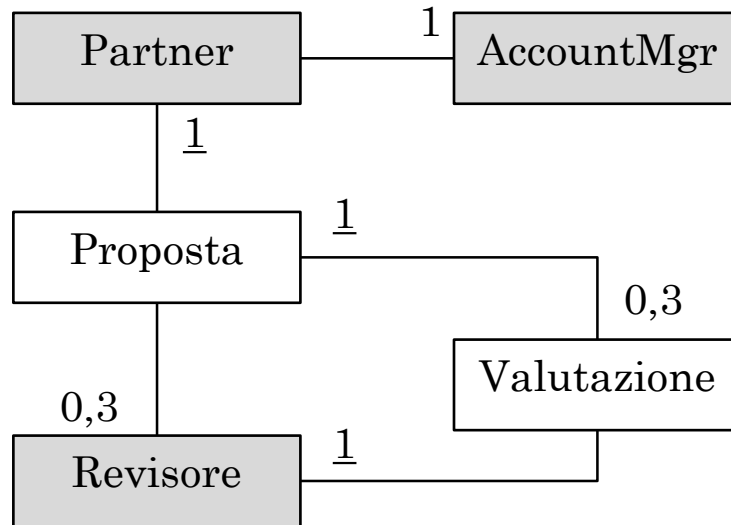 Partner
1
AccountMgr
1
Proposta
1
0,3
Valutazione
0,3
1
Revisore